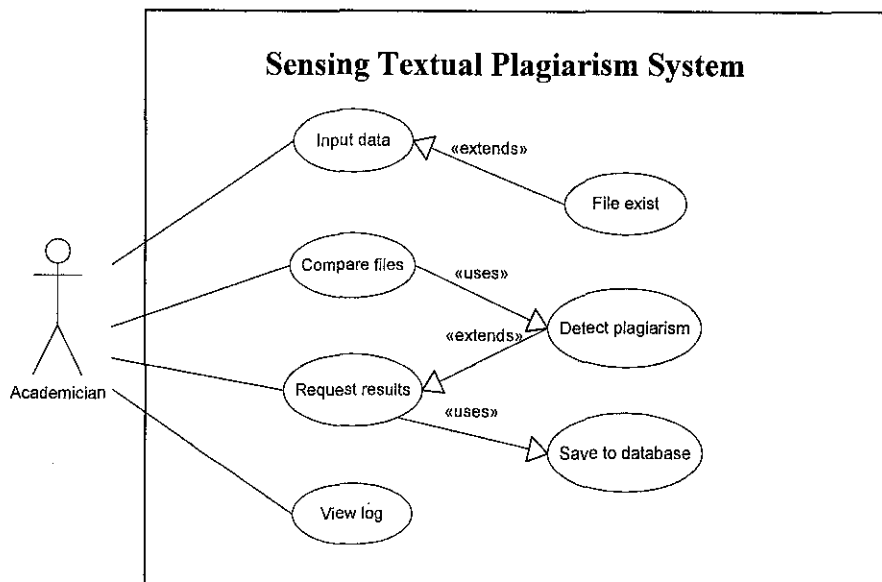 Sensing Textual Plagiarism System
Input data
«extends»
File exist
Compare files
«uses»
Detect plagiarism
«extends»
Request results
«uses»
Save to database
View log
Academician